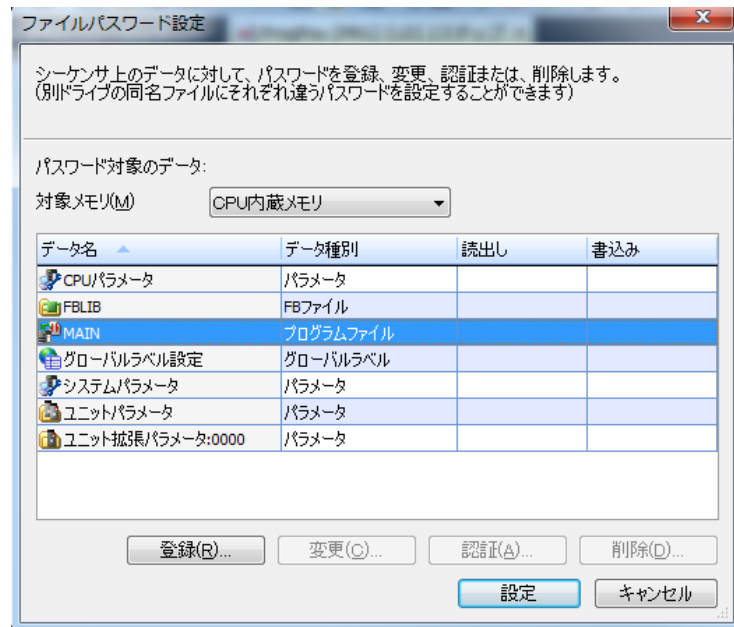 ファイルパスワード設定
シーケンサ上のデータに対して、パスワードを登録、変更、認証または、削除します。
(別ドライブの同名ファイルにそれぞれ違うパスワードを設定することができます)
パスワード対象のデータ:
対象メモリ(M) CPU内蔵メモリ
データ名 データ種別 読出し 書込み
CPUパラメータ パラメータ
FBLIB FBファイル
MAIN プログラムファイル
グローバルラベル設定 グローバルラベル
システムパラメータ パラメータ
ユニットパラメータ パラメータ
ユニット拡張パラメータ:0000 パラメータ
登録(R)... 変更(C)... 認証(A)... 削除(D)...
設定 キャンセル